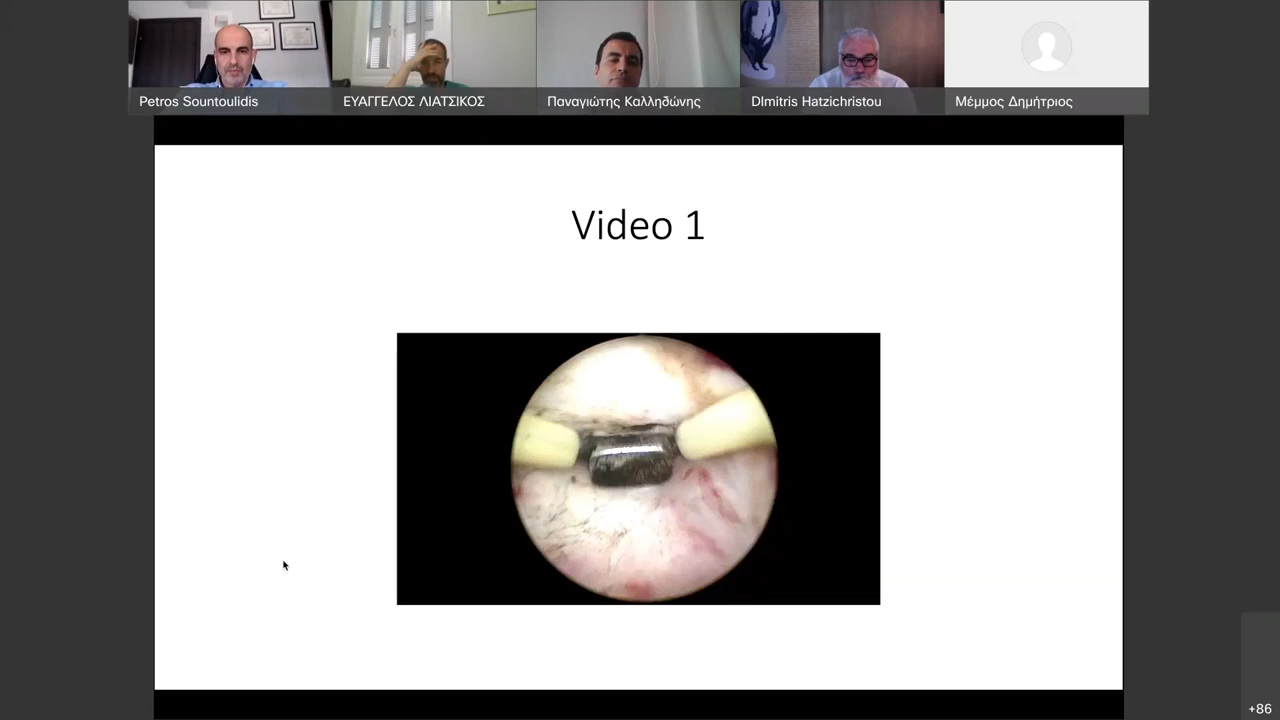 Petros Sountoulidis
ΕΥΑΓΓΕΛΟΣ ΛΙΑΤΣΙΚΟΣ
Παναγιώτης Καλληδώνης
DImitris Hatzichristou
Μέμμος Δημήτριος
Video 1
+86